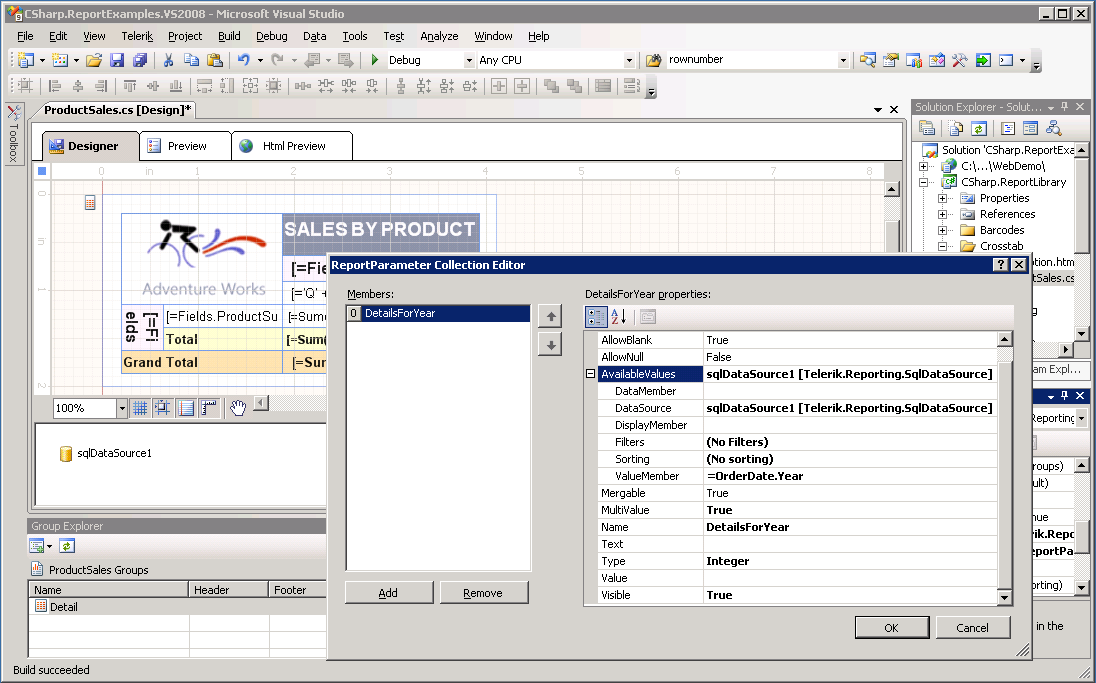 CSharp.ReportExamples.VS2008 - Microsoft Visual Studio
File Edit View Telerik Project Build Debug Data Tools Test Analyze Window Help
Debug Any CPU rownumber
Toolbox
ProductSales.cs [Design]*
Designer Preview Html Preview
0 in 1 2 3 4 5 6 7 8
0
in
1
2
SALES BY PRODUCT
Adventure Works
[=Fie
[='Q' +
[=Fi
elds
[=Fields.ProductSu [=Sum
Total [=Sum(
Grand Total [=Sur
100%
sqlDataSource1
Group Explorer
ProductSales Groups
Name Header Footer
Detail
Build succeeded
ReportParameter Collection Editor
Members:
0 DetailsForYear
Add Remove
DetailsForYear properties:
AllowBlank True
AllowNull False
AvailableValues sqlDataSource1 [Telerik.Reporting.SqlDataSource]
DataMember
DataSource sqlDataSource1 [Telerik.Reporting.SqlDataSource]
DisplayMember
Filters (No Filters)
Sorting (No sorting)
ValueMember =OrderDate.Year
Mergable True
MultiValue True
Name DetailsForYear
Text
Type Integer
Value
Visible True
OK Cancel
Solution Explorer - Solut...
Solution 'CSharp.ReportExa
C:\...\WebDemo\
CSharp.ReportLibrary
Properties
References
Barcodes
Crosstab
ption.htm
tSales.cs
am Expl...
Reporting
roups)
ult)
nue
rik.Repo
eportPa
orting)
in the